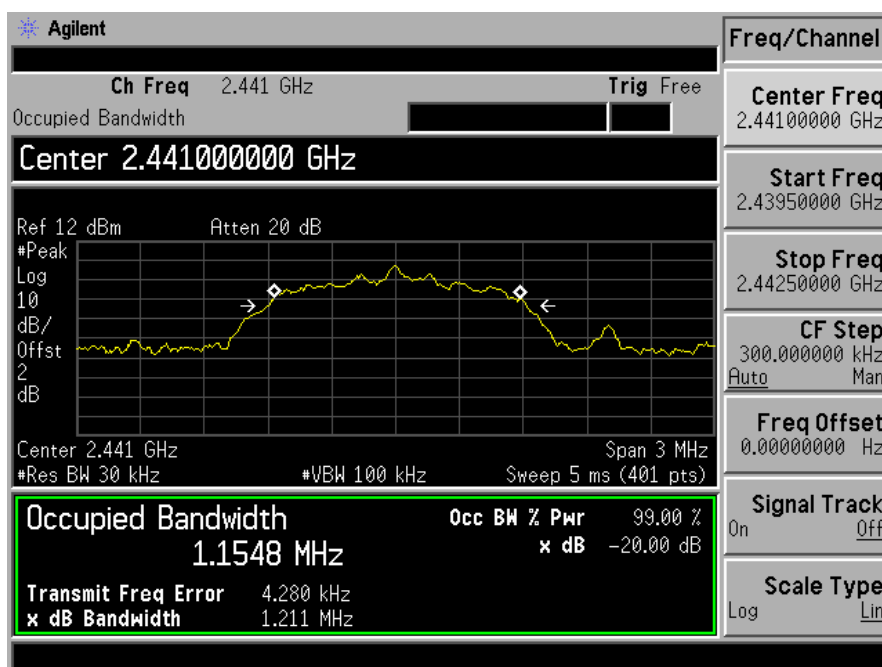 Agilent
Freq/Channel
Ch Freq 2.441 GHz Trig Free
Occupied Bandwidth
Center 2.441000000 GHz
Ref 12 dBm Atten 20 dB
#Peak
Log
10
dB/
Offst
2
dB
Center 2.441 GHz Span 3 MHz
#Res BW 30 kHz #VBW 100 kHz Sweep 5 ms (401 pts)
Occupied Bandwidth
1.1548 MHz
Occ BW % Pwr 99.00 %
x dB -20.00 dB
Transmit Freq Error 4.280 kHz
x dB Bandwidth 1.211 MHz
Center Freq
2.44100000 GHz
Start Freq
2.43950000 GHz
Stop Freq
2.44250000 GHz
CF Step
300.000000 kHz
Auto Man
Freq Offset
0.00000000 Hz
Signal Track
On Off
Scale Type
Log Lin